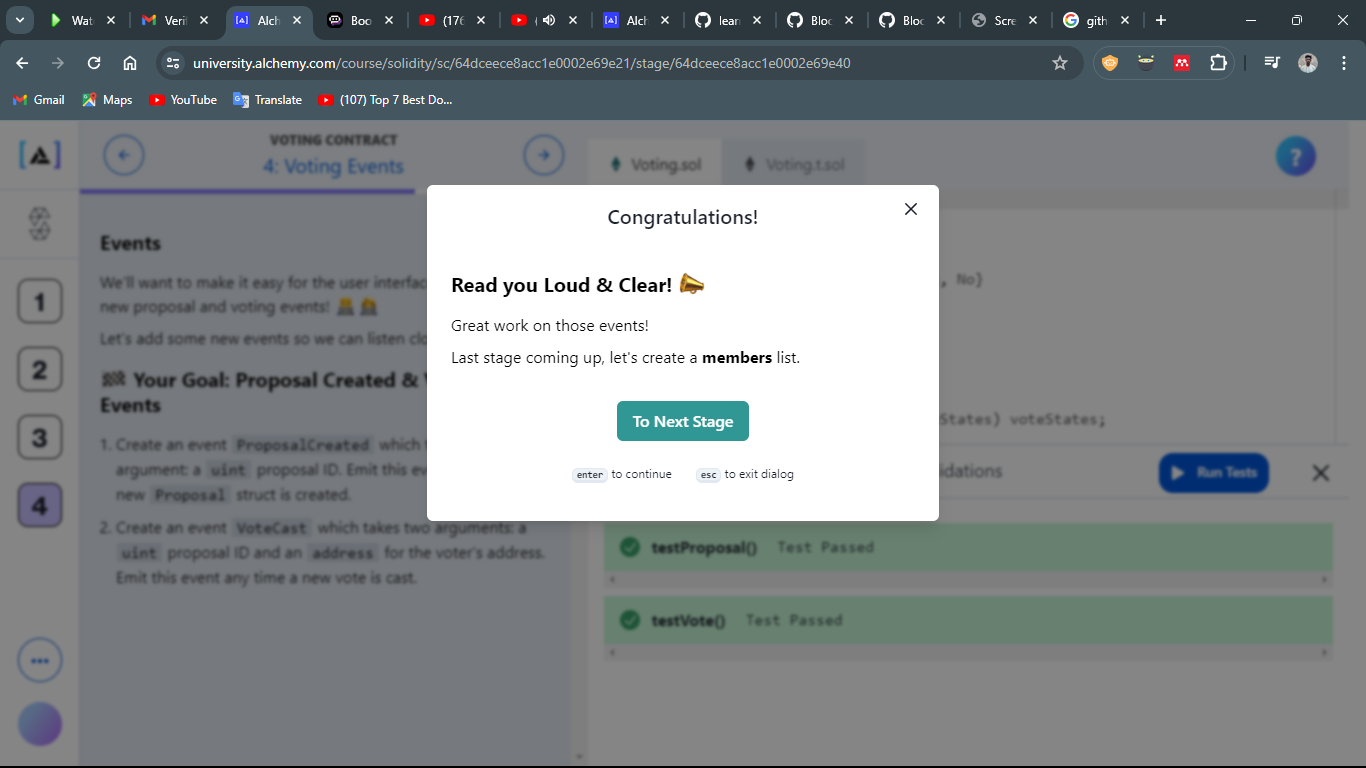 Wat
Veri
Alch
Boo
(17(
(
Alch
lear
Bloc
Bloc
Scre
gith
university.alchemy.com/course/solidity/sc/64dceece8acc1e0002e69e21/stage/64dceece8acc1e0002e69e40
Gmail
Maps
YouTube
Translate
(107) Top 7 Best Do...
VOTING CONTRACT
4: Voting Events
Voting.sol
Voting.t.sol
?
1
2
3
4
Events
We'll want to make it easy for the user interfac
new proposal and voting events!
Let's add some new events so we can listen clo
Your Goal: Proposal Created & V
Events
1. Create an event ProposalCreated which t
argument: a uint proposal ID. Emit this ev
new Proposal struct is created.
2. Create an event VoteCast which takes two arguments: a
uint proposal ID and an address for the voter's address.
Emit this event any time a new vote is cast.
, No}
States) voteStates;
idations
Run Tests
testProposal() Test Passed
testVote() Test Passed
Congratulations!
Read you Loud & Clear!
Great work on those events!
Last stage coming up, let's create a members list.
To Next Stage
enter to continue
esc to exit dialog